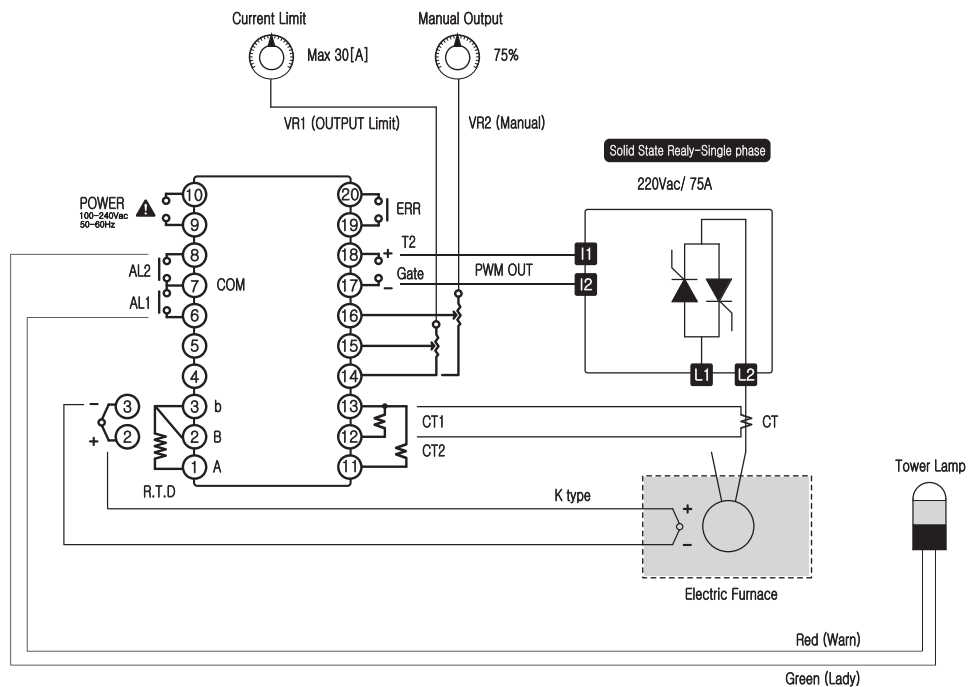 Current Limit
Manual Output
Max 30[A]
75%
VR1 (OUTPUT Limit)
VR2 (Manual)
Solid State Realy-Single phase
220Vac/ 75A
POWER
100-240Vac
50-60Hz
10
20
ERR
9
19
8
18
+
T2
I1
AL2
7
COM
17
-
Gate
PWM OUT
I2
AL1
6
16
5
15
4
14
L1
L2
-
3
3
b
13
CT1
CT
+
2
2
B
12
CT2
1
A
11
R.T.D
K type
+
-
Tower Lamp
Electric Furnace
Red (Warn)
Green (Lady)